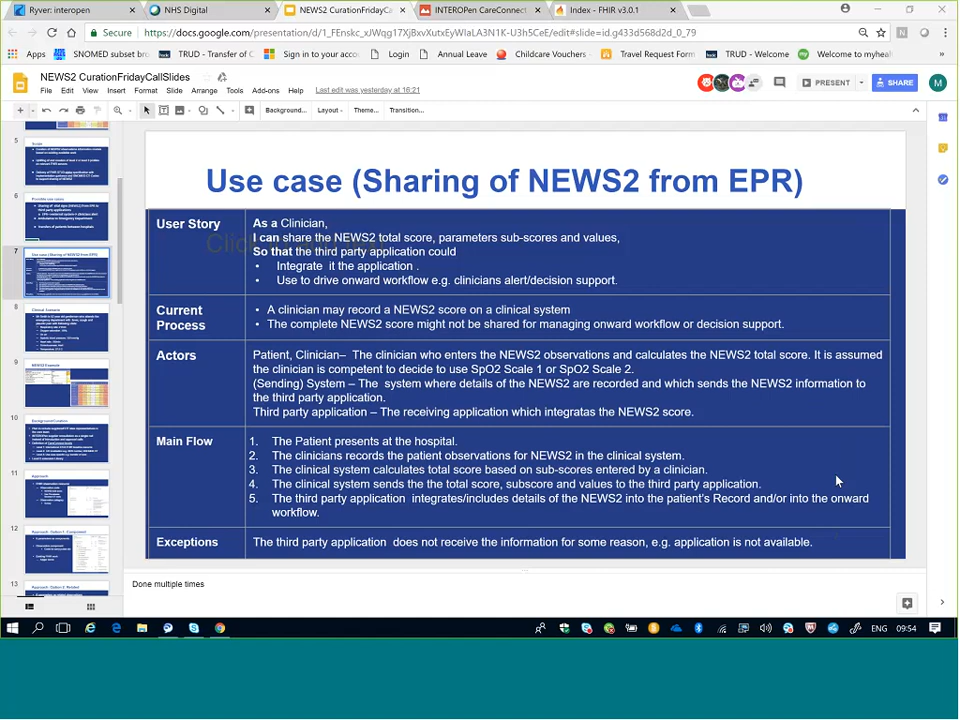 Ryver: interopen
NHS Digital
NEWS2 CurationFridayCall
INTEROPen CareConnect
Index - FHIR v3.0.1
Secure
https://docs.google.com/presentation/d/1_FEnskc_xJWqg17XjBxvXutxEyWIaLA3N1K-U3h5CeE/edit#slide=id.g433d568d2d_0_79
Apps
SNOMED subset bro
TRUD - Transfer of C
Sign in to your acco
Login
Annual Leave
Childcare Vouchers
Travel Request Form
TRUD - Welcome
Welcome to myheal
NEWS2 CurationFridayCallSlides
File Edit View Insert Format Slide Arrange Tools Add-ons Help Last edit was yesterday at 16:21
PRESENT
SHARE
M
Background...
Layout
Theme...
Transition...
5
6
7
8
9
10
11
12
13
Use case (Sharing of NEWS2 from EPR)
User Story
As a Clinician,
I can share the NEWS2 total score, parameters sub-scores and values,
So that the third party application could
• Integrate it the application .
• Use to drive onward workflow e.g. clinicians alert/decision support.
Current
Process
• A clinician may record a NEWS2 score on a clinical system
• The complete NEWS2 score might not be shared for managing onward workflow or decision support.
Actors
Patient, Clinician– The clinician who enters the NEWS2 observations and calculates the NEWS2 total score. It is assumed
the clinician is competent to decide to use SpO2 Scale 1 or SpO2 Scale 2.
(Sending) System – The system where details of the NEWS2 are recorded and which sends the NEWS2 information to
the third party application.
Third party application – The receiving application which integratas the NEWS2 score.
Main Flow
1. The Patient presents at the hospital.
2. The clinicians records the patient observations for NEWS2 in the clinical system.
3. The clinical system calculates total score based on sub-scores entered by a clinician.
4. The clinical system sends the the total score, subscore and values to the third party application.
5. The third party application integrates/includes details of the NEWS2 into the patient's Record and/or into the onward
workflow.
Exceptions
The third party application does not receive the information for some reason, e.g. application is not available.
Done multiple times
ENG
09:54